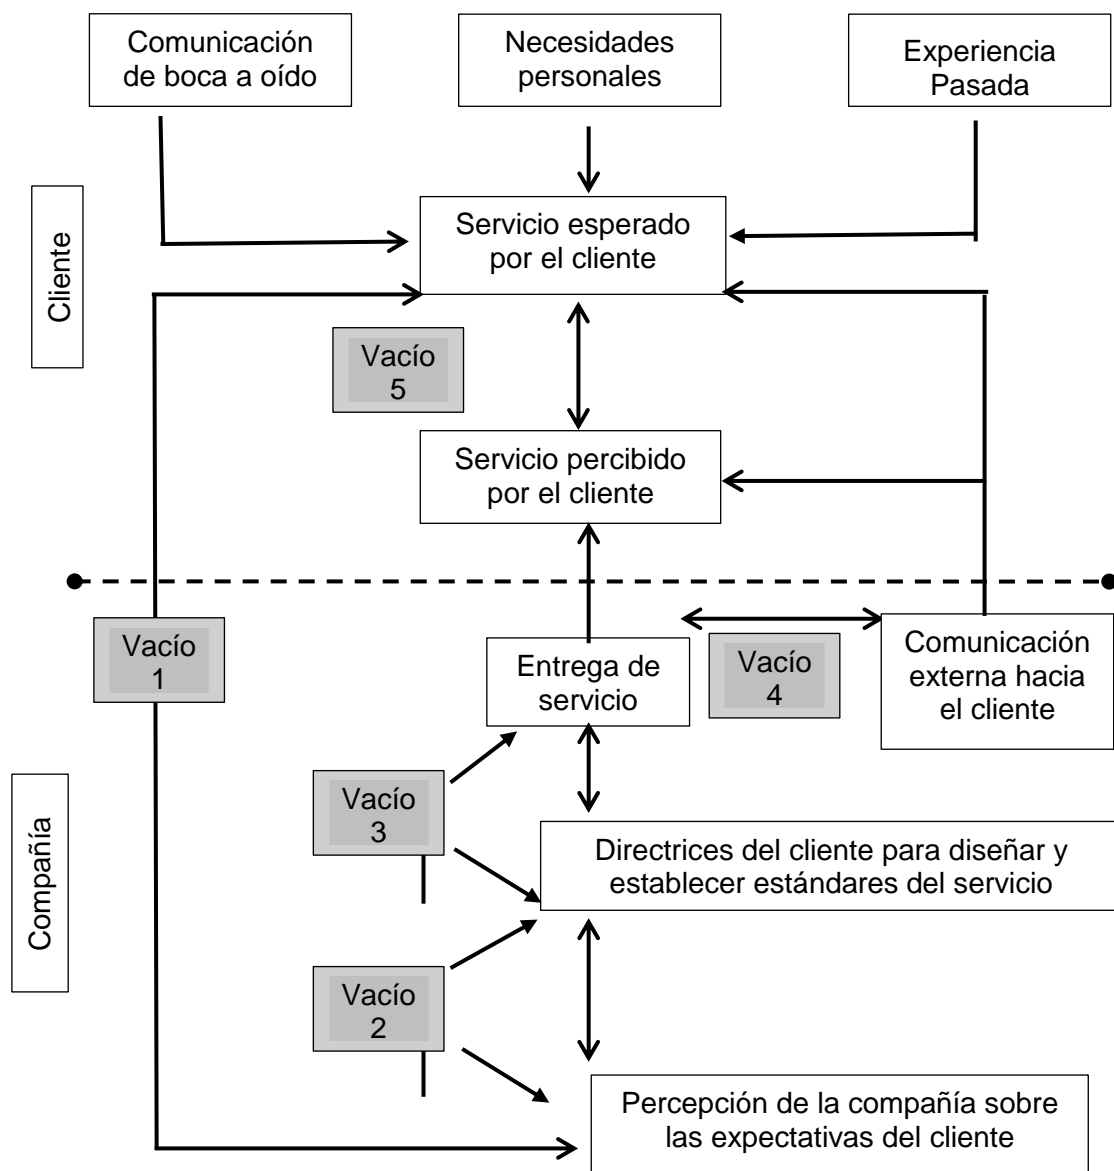 Comunicación
de boca a oído
Necesidades
personales
Experiencia
Pasada
Cliente
Servicio esperado
por el cliente
Vacío
5
Servicio percibido
por el cliente
Vacío
1
Entrega de
servicio
Vacío
4
Comunicación
externa hacia
el cliente
Compañía
Vacío
3
Directrices del cliente para diseñar y
establecer estándares del servicio
Vacío
2
Percepción de la compañía sobre
las expectativas del cliente